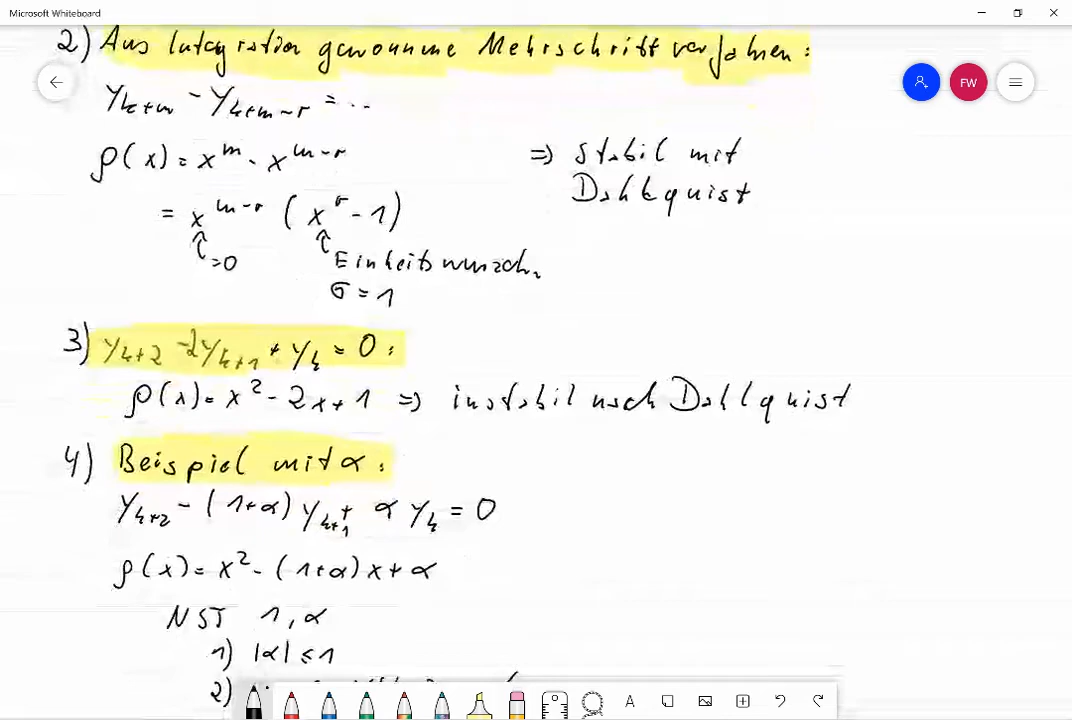 Microsoft Whiteboard
2) Aus Integration gewonnene Mehrschrittverfahren:
FW
y_{k+m} - y_{k+m-r} = ...
ρ(x) = x^m - x^{m-r} ⇒ stabil mit
Dahlquist
= x^{m-r} (x^r - 1)
↑ =0 ↑ Einheitswurzeln
σ = 1
3) y_{k+2} - 2y_{k+1} + y_k = 0:
ρ(x) = x² - 2x + 1 ⇒ instabil nach Dahlquist
4) Beispiel mit α:
y_{k+2} - (1+α) y_{k+1} + α y_k = 0
ρ(x) = x² - (1+α)x + α
NST 1, α
1) |α| ≤ 1
2)
A